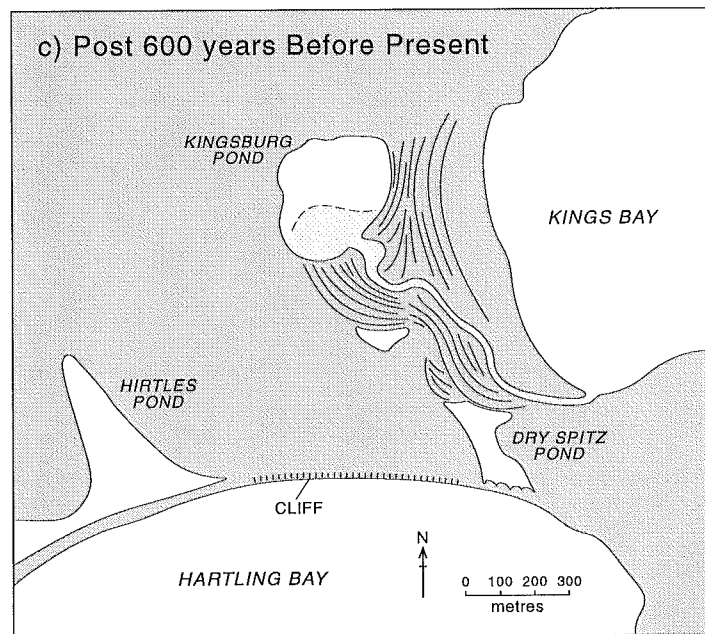 c) Post 600 years Before Present
KINGSBURG
POND
KINGS BAY
HIRTLES
POND
DRY SPITZ
POND
CLIFF
N
HARTLING BAY
0 100 200 300
metres